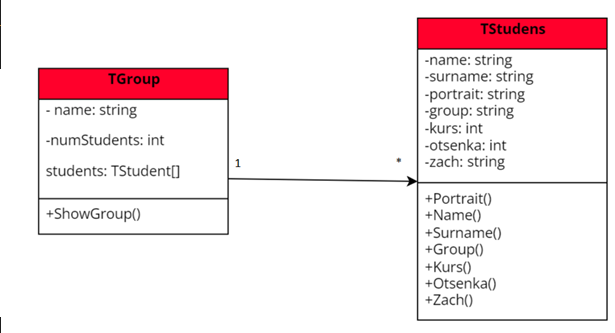 TGroup
- name: string
-numStudents: int
students: TStudent[]
+ShowGroup()
1
*
TStudens
-name: string
-surname: string
-portrait: string
-group: string
-kurs: int
-otsenka: int
-zach: string
+Portrait()
+Name()
+Surname()
+Group()
+Kurs()
+Otsenka()
+Zach()